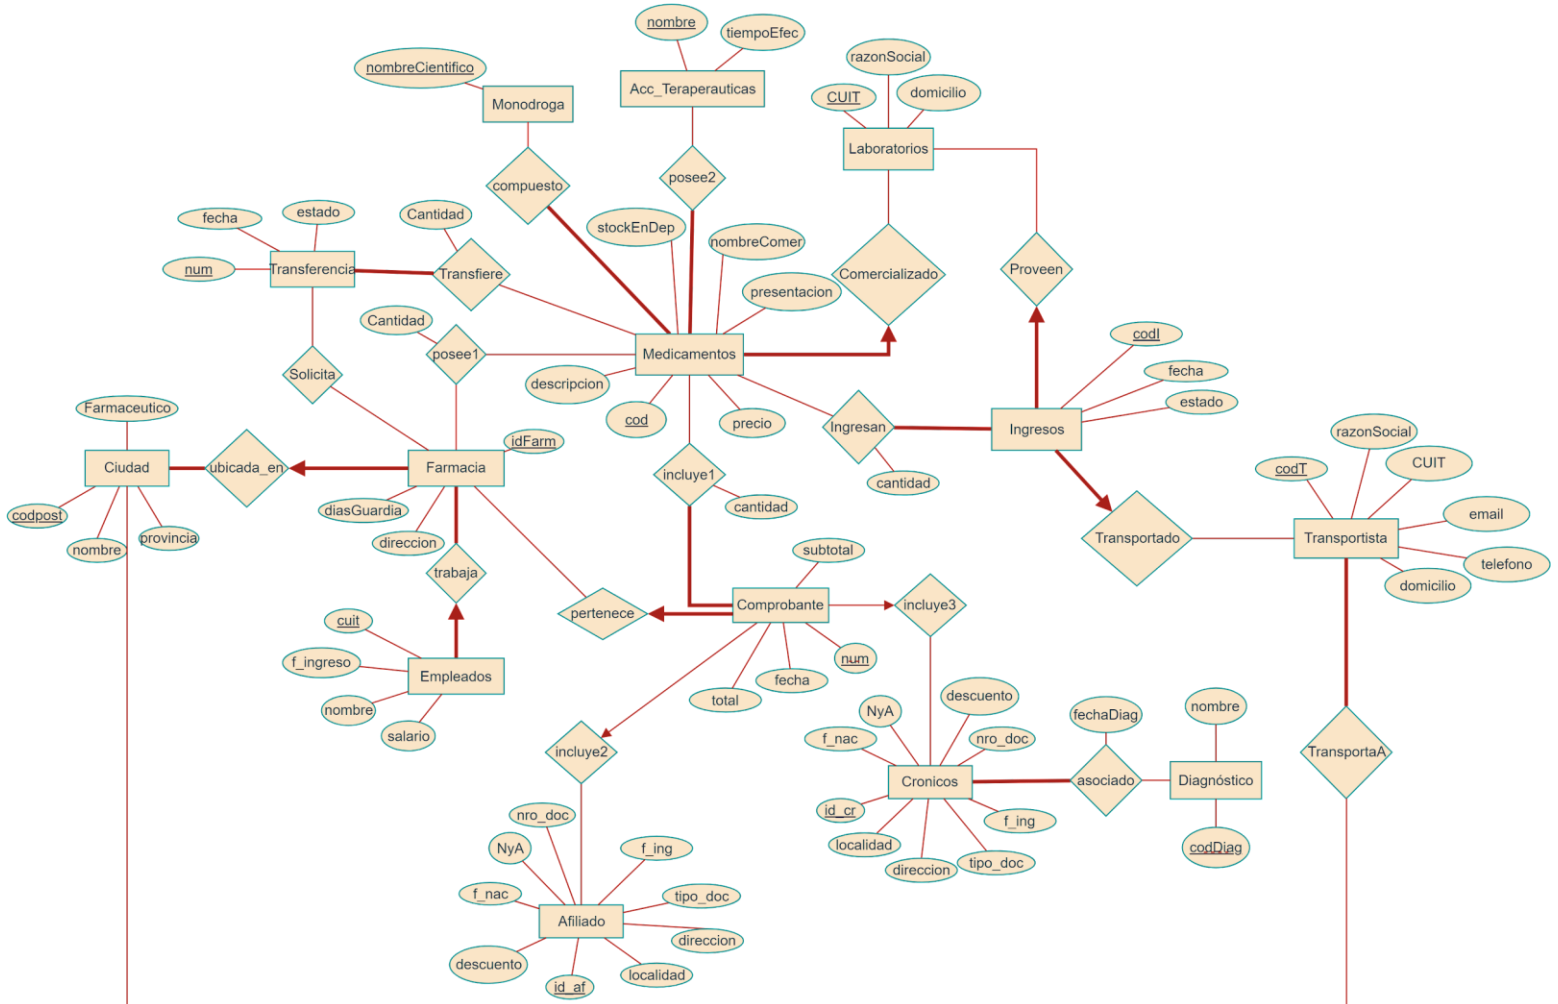 nombre
tiempoEfec
razonSocial
nombreCientifico
Acc_Teraperauticas
Monodroga
CUIT
domicilio
Laboratorios
compuesto
posee2
fecha
estado
Cantidad
stockEnDep
nombreComer
num
Transferencia
Transfiere
Comercializado
Proveen
presentacion
Cantidad
posee1
Medicamentos
codI
Solicita
descripcion
fecha
cod
precio
estado
Farmaceutico
Ingresan
Ingresos
razonSocial
idFarm
Ciudad
ubicada_en
Farmacia
incluye1
cantidad
codT
CUIT
codpost
diasGuardia
cantidad
email
nombre
provincia
direccion
Transportado
Transportista
subtotal
telefono
trabaja
domicilio
pertenece
Comprobante
incluye3
cuit
f_ingreso
Empleados
num
fecha
nombre
total
descuento
salario
NyA
fechaDiag
nombre
f_nac
nro_doc
incluye2
TransportaA
Cronicos
asociado
Diagnóstico
id_cr
f_ing
nro_doc
localidad
codDiag
NyA
f_ing
direccion
tipo_doc
f_nac
tipo_doc
Afiliado
direccion
descuento
localidad
id_af